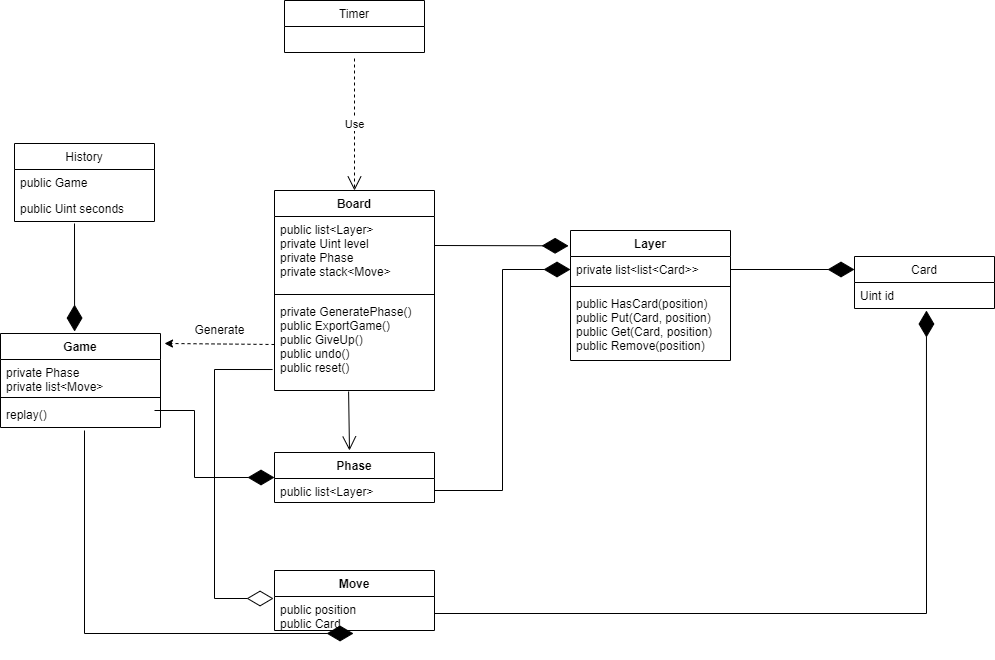 Timer
Use
History
public Game
public Uint seconds
Board
public list<Layer>
private Uint level
private Phase
private stack<Move>
private GeneratePhase()
public ExportGame()
public GiveUp()
public undo()
public reset()
Layer
private list<list<Card>>
public HasCard(position)
public Put(Card, position)
public Get(Card, position)
public Remove(position)
Card
Uint id
Generate
Game
private Phase
private list<Move>
replay()
Phase
public list<Layer>
Move
public position
public Card